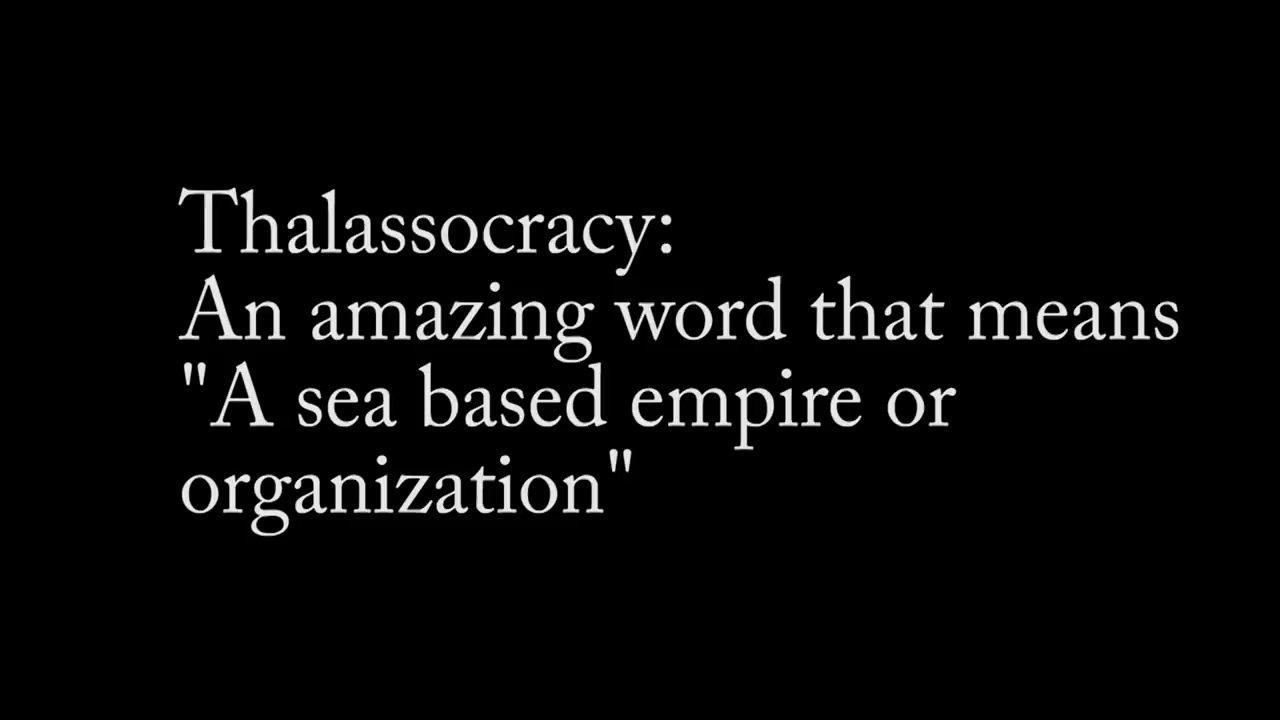 Thalassocracy:
An amazing word that means
"A sea based empire or
organization"